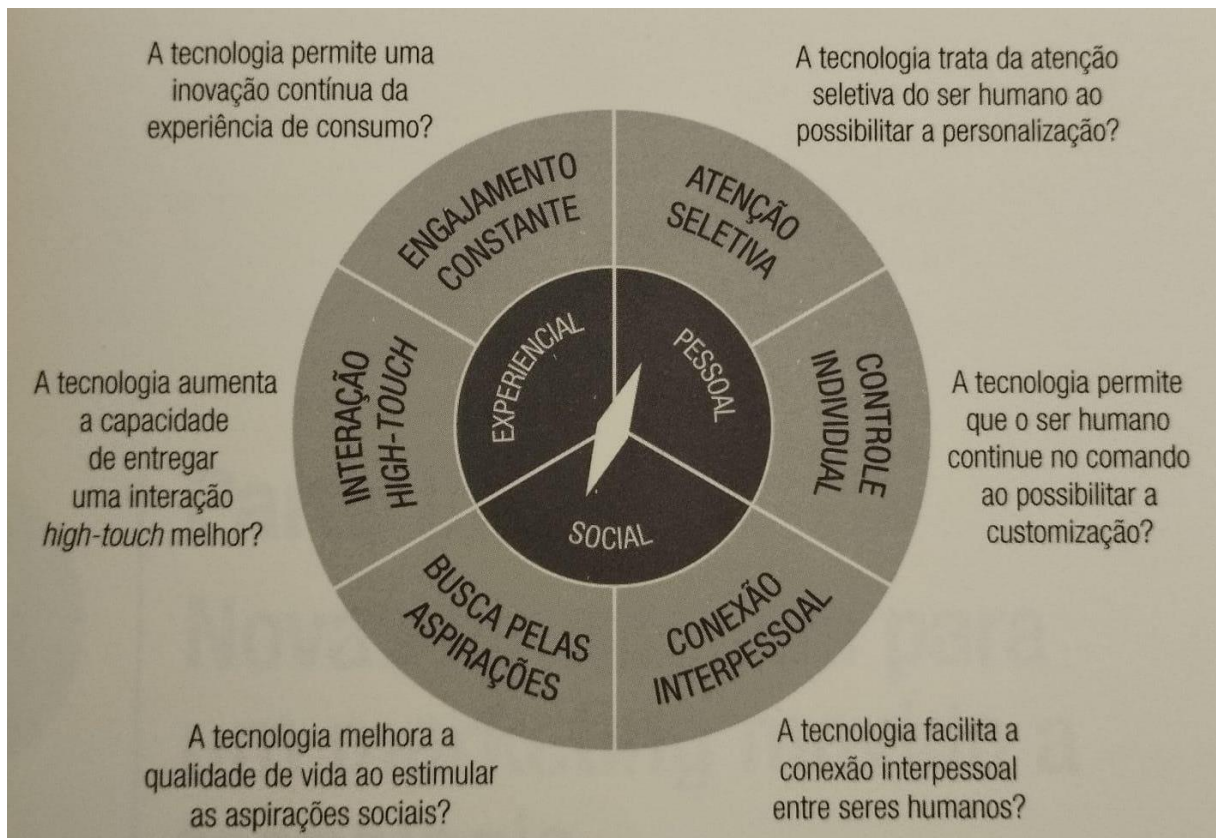 A tecnologia permite uma
inovação contínua da
experiência de consumo?
A tecnologia trata da atenção
seletiva do ser humano ao
possibilitar a personalização?
ENGAJAMENTO
CONSTANTE
ATENÇÃO
SELETIVA
EXPERIENCIAL
PESSOAL
INTERAÇÃO
HIGH-TOUCH
CONTROLE
INDIVIDUAL
A tecnologia aumenta
a capacidade
de entregar
uma interação
high-touch melhor?
A tecnologia permite
que o ser humano
continue no comando
ao possibilitar a
customização?
SOCIAL
BUSCA PELAS
ASPIRAÇÕES
CONEXÃO
INTERPESSOAL
A tecnologia melhora a
qualidade de vida ao estimular
as aspirações sociais?
A tecnologia facilita a
conexão interpessoal
entre seres humanos?